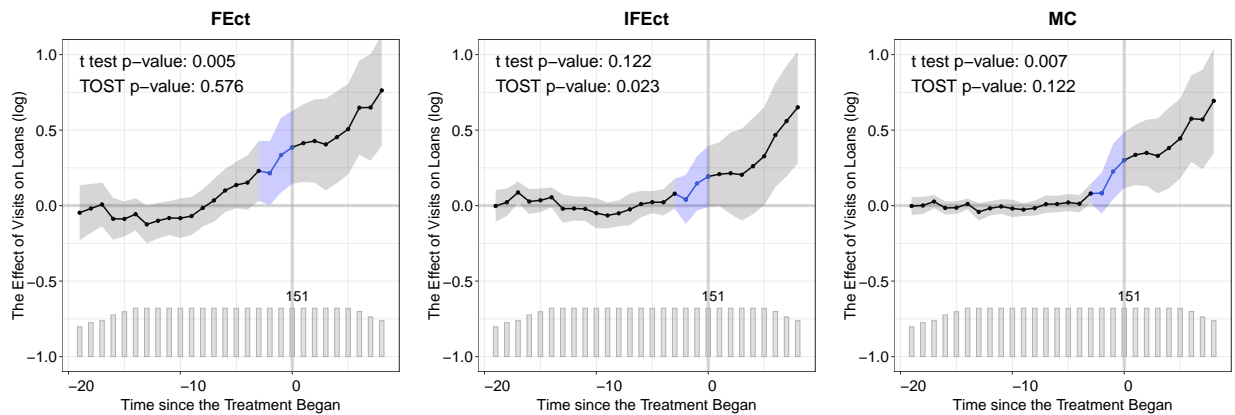 FEct
The Effect of Visits on Loans (log)
t test p−value: 0.005
TOST p−value: 0.576
1.0
0.5
0.0
−0.5
−1.0
151
−20
−10
0
Time since the Treatment Began
IFEct
The Effect of Visits on Loans (log)
t test p−value: 0.122
TOST p−value: 0.023
1.0
0.5
0.0
−0.5
−1.0
151
−20
−10
0
Time since the Treatment Began
MC
The Effect of Visits on Loans (log)
t test p−value: 0.007
TOST p−value: 0.122
1.0
0.5
0.0
−0.5
−1.0
151
−20
−10
0
Time since the Treatment Began